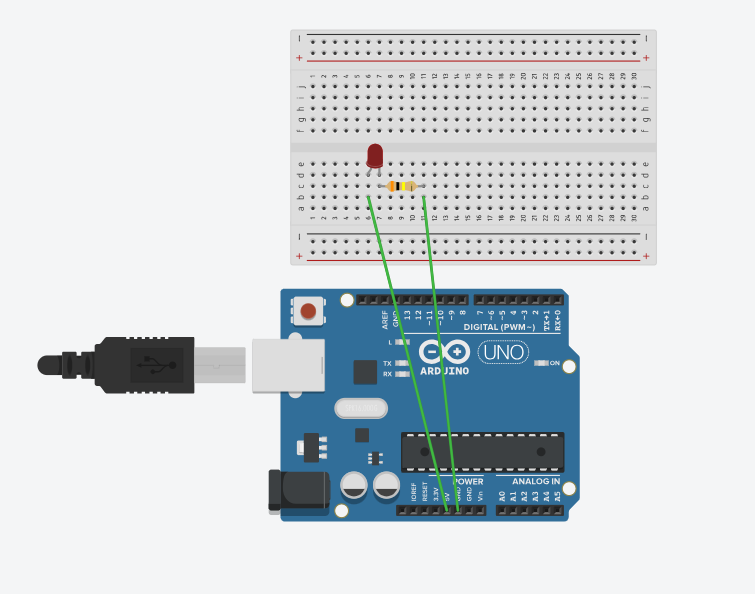 − −
+ +
1 2 3 4 5 6 7 8 9 10 11 12 13 14 15 16 17 18 19 20 21 22 23 24 25 26 27 28 29 30
j j
i i
h h
g g
f f
e e
d d
c c
b b
a a
1 2 3 4 5 6 7 8 9 10 11 12 13 14 15 16 17 18 19 20 21 22 23 24 25 26 27 28 29 30
− −
+ +
AREF GND 13 12 ~11 ~10 ~9 8 7 ~6 ~5 4 ~3 2 TX→1 RX←0
DIGITAL (PWM~)
L
TX
RX
ARDUINO
UNO
ON
POWER
ANALOG IN
IOREF RESET 3.3V 5V GND GND Vin A0 A1 A2 A3 A4 A5